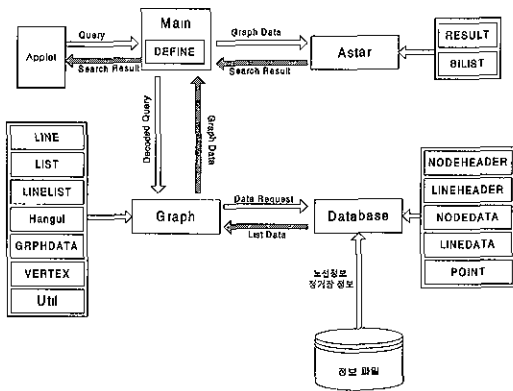 Query
Main
Graph Data
Applet
DEFINE
Astar
RESULT
BILIST
Search Result
Search Result
Decoded Query
Graph Data
LINE
LIST
LINELIST
Hangul
GRPHDATA
VERTEX
Util
Graph
Data Request
List Data
Database
NODEHEADER
LINEHEADER
NODEDATA
LINEDATA
POINT
노선정보
정거장 정보
정보 파일